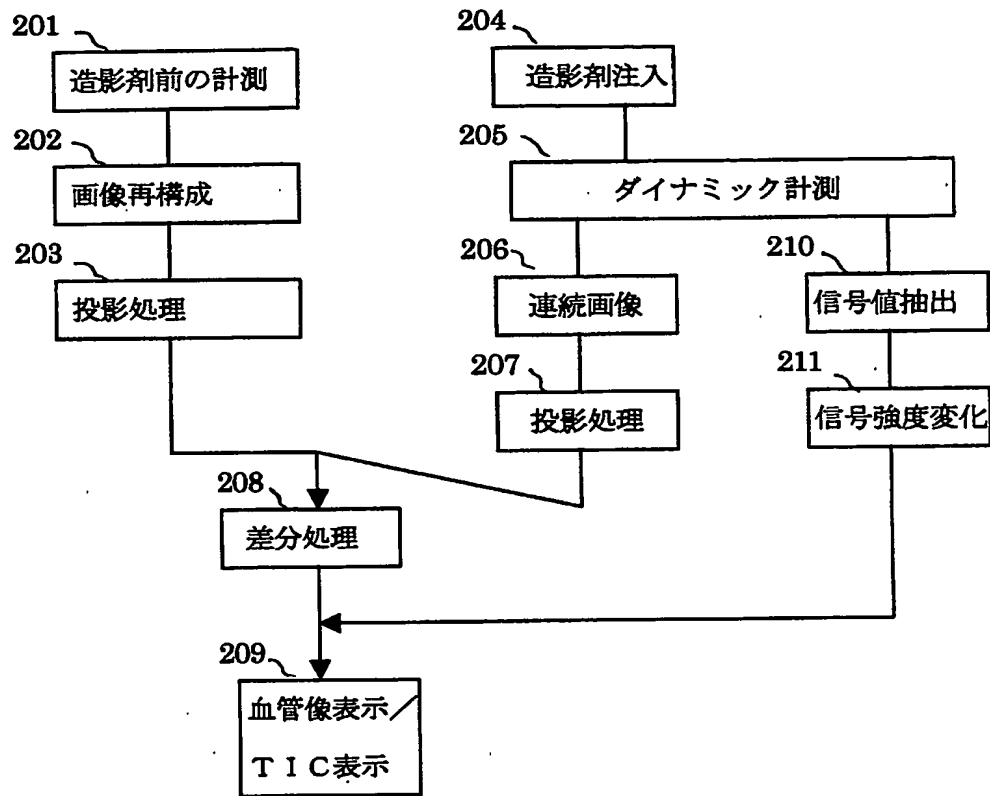 201
造影剤前の計測
202
画像再構成
203
投影処理
204
造影剤注入
205
ダイナミック計測
206
連続画像
207
投影処理
210
信号値抽出
211
信号強度変化
208
差分処理
209
血管像表示／
ＴＩＣ表示